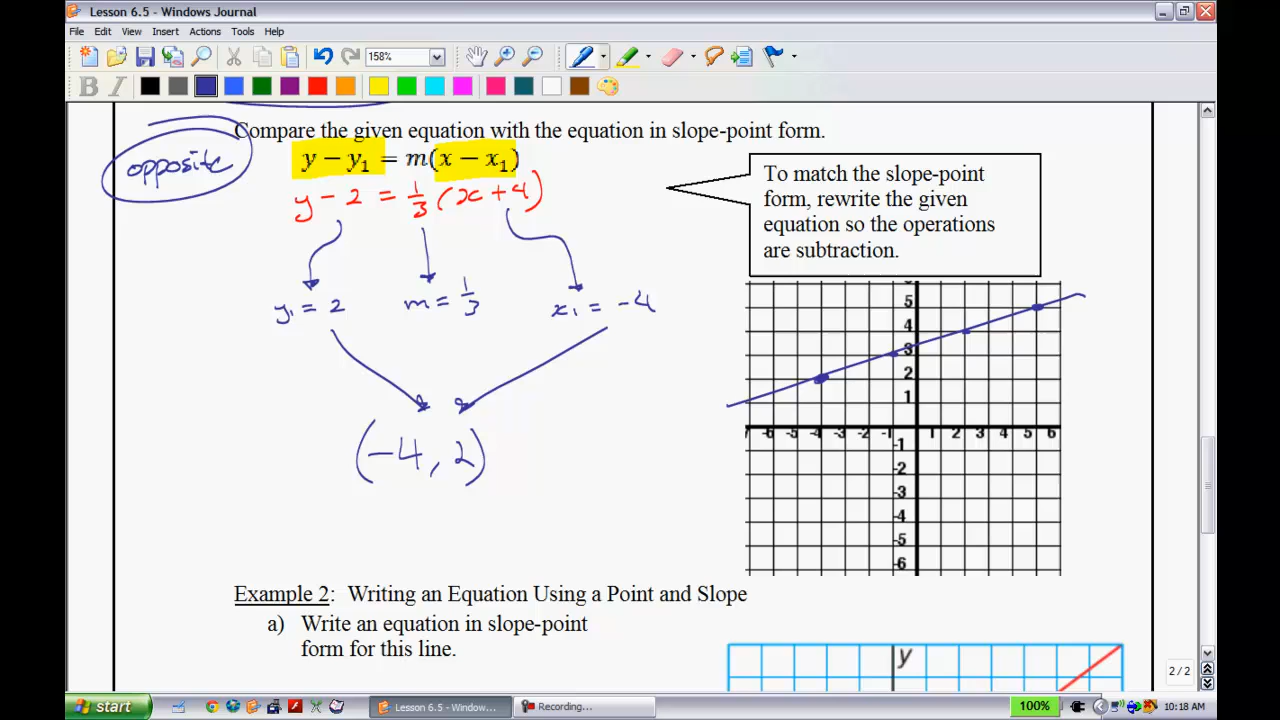 Lesson 6.5 - Windows Journal
File Edit View Insert Actions Tools Help
158%
B I
Compare the given equation with the equation in slope-point form.
opposite
y − y₁ = m(x − x₁)
y − 2 = 1/3 (x + 4)
To match the slope-point
form, rewrite the given
equation so the operations
are subtraction.
y₁ = 2 m = 1/3 x₁ = −4
(−4, 2)
6
5
4
3
2
1
-7 -6 -5 -4 -3 -2 -1 1 2 3 4 5 6
-1
-2
-3
-4
-5
-6
Example 2: Writing an Equation Using a Point and Slope
a) Write an equation in slope-point
form for this line.
y
2 / 2
start Lesson 6.5 - Window... Recording... 100% 10:18 AM